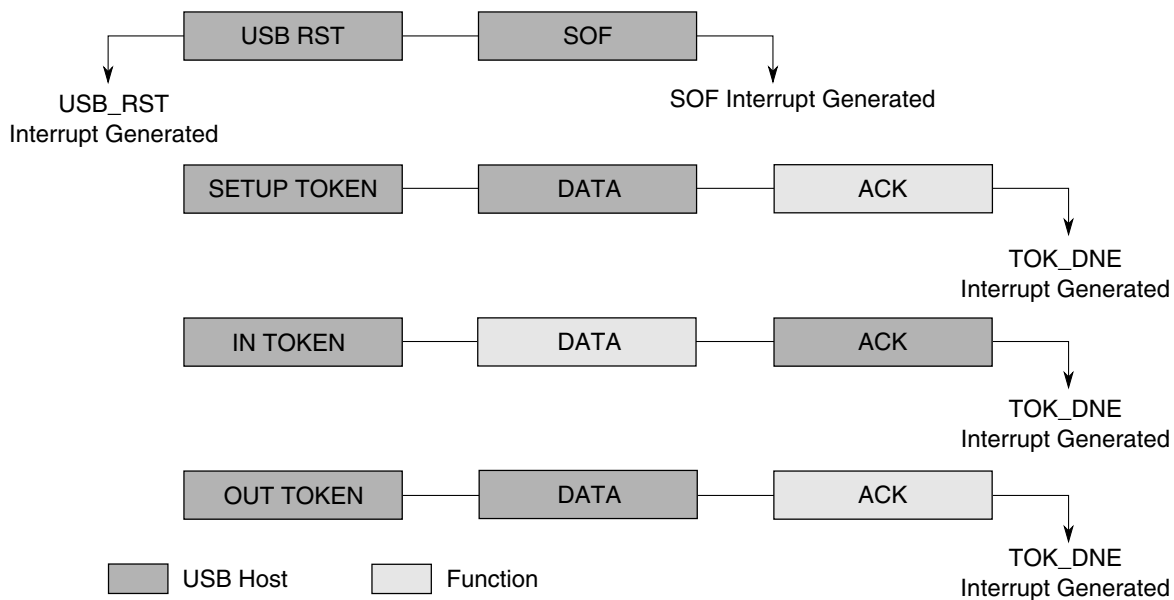 USB RST
SOF
USB_RST
Interrupt Generated
SOF Interrupt Generated
SETUP TOKEN
DATA
ACK
TOK_DNE
Interrupt Generated
IN TOKEN
DATA
ACK
TOK_DNE
Interrupt Generated
OUT TOKEN
DATA
ACK
TOK_DNE
Interrupt Generated
USB Host
Function